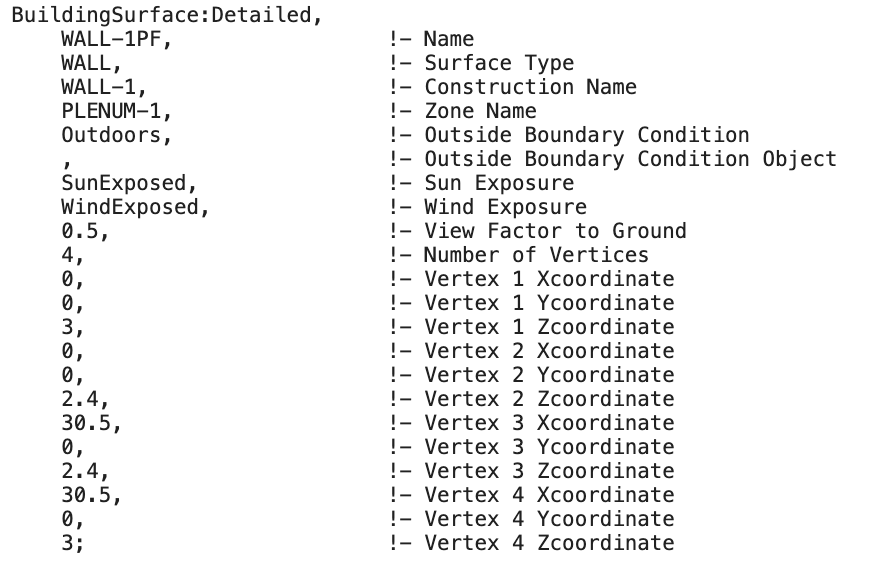 BuildingSurface:Detailed,
    WALL-1PF,                 !- Name
    WALL,                     !- Surface Type
    WALL-1,                   !- Construction Name
    PLENUM-1,                 !- Zone Name
    Outdoors,                 !- Outside Boundary Condition
    ,                         !- Outside Boundary Condition Object
    SunExposed,               !- Sun Exposure
    WindExposed,              !- Wind Exposure
    0.5,                      !- View Factor to Ground
    4,                        !- Number of Vertices
    0,                        !- Vertex 1 Xcoordinate
    0,                        !- Vertex 1 Ycoordinate
    3,                        !- Vertex 1 Zcoordinate
    0,                        !- Vertex 2 Xcoordinate
    0,                        !- Vertex 2 Ycoordinate
    2.4,                      !- Vertex 2 Zcoordinate
    30.5,                     !- Vertex 3 Xcoordinate
    0,                        !- Vertex 3 Ycoordinate
    2.4,                      !- Vertex 3 Zcoordinate
    30.5,                     !- Vertex 4 Xcoordinate
    0,                        !- Vertex 4 Ycoordinate
    3;                        !- Vertex 4 Zcoordinate